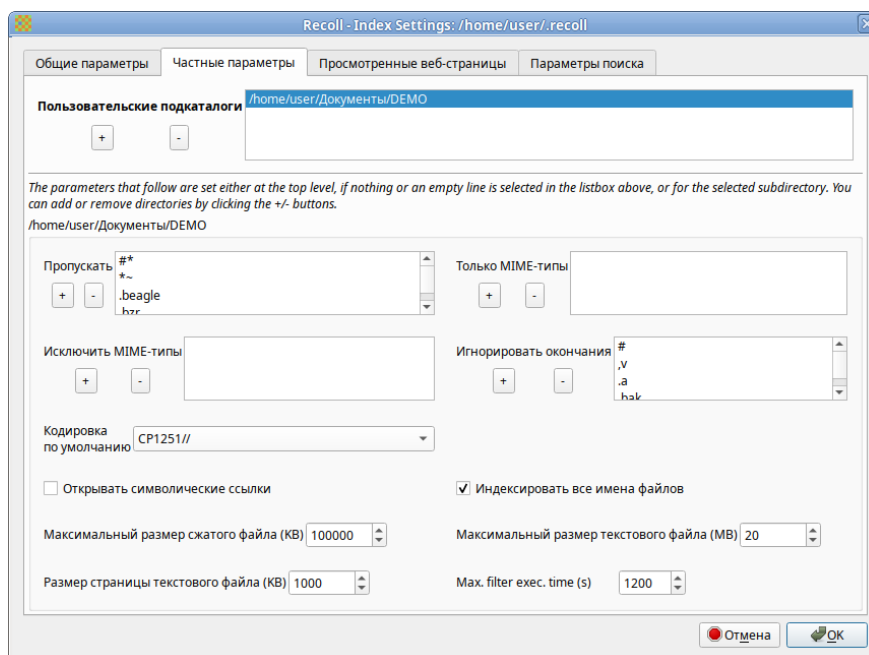 Recoll - Index Settings: /home/user/.recoll
Общие параметры
Частные параметры
Просмотренные веб-страницы
Параметры поиска
Пользовательские подкаталоги
/home/user/Документы/DEMO
+
-
The parameters that follow are set either at the top level, if nothing or an empty line is selected in the listbox above, or for the selected subdirectory. You
can add or remove directories by clicking the +/- buttons.
/home/user/Документы/DEMO
Пропускать
+
-
#*
*~
.beagle
.bzr
Только MIME-типы
+
-
Исключить MIME-типы
+
-
Игнорировать окончания
+
-
#
,v
.a
.bak
Кодировка
по умолчанию
CP1251//
Открывать символические ссылки
Индексировать все имена файлов
Максимальный размер сжатого файла (KB)
100000
Максимальный размер текстового файла (MB)
20
Размер страницы текстового файла (KB)
1000
Max. filter exec. time (s)
1200
Отмена
OK